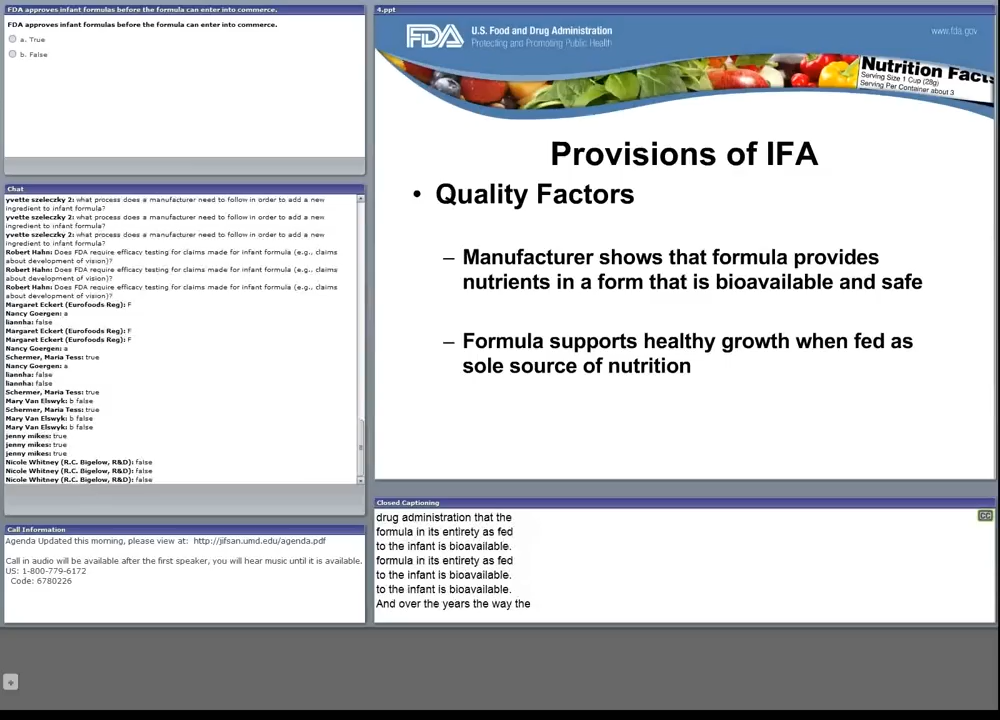 FDA approves infant formulas before the formula can enter into commerce.
FDA approves infant formulas before the formula can enter into commerce.
a. True
b. False
Chat
yvette szeleczky 2: what process does a manufacturer need to follow in order to add a new
ingredient to infant formula?
yvette szeleczky 2: what process does a manufacturer need to follow in order to add a new
ingredient to infant formula?
yvette szeleczky 2: what process does a manufacturer need to follow in order to add a new
ingredient to infant formula?
Robert Hahn: Does FDA require efficacy testing for claims made for infant formula (e.g., claims
about development of vision)?
Robert Hahn: Does FDA require efficacy testing for claims made for infant formula (e.g., claims
about development of vision)?
Robert Hahn: Does FDA require efficacy testing for claims made for infant formula (e.g., claims
about development of vision)?
Margaret Eckert (Eurofoods Reg): F
Nancy Goergen: a
liannha: false
Margaret Eckert (Eurofoods Reg): F
Margaret Eckert (Eurofoods Reg): F
Nancy Goergen: a
Schermer, Maria Tess: true
Nancy Goergen: a
liannha: false
liannha: false
Schermer, Maria Tess: true
Mary Van Elswyk: b false
Schermer, Maria Tess: true
Mary Van Elswyk: b false
Mary Van Elswyk: b false
jenny mikes: true
jenny mikes: true
jenny mikes: true
Nicole Whitney (R.C. Bigelow, R&D): false
Nicole Whitney (R.C. Bigelow, R&D): false
Nicole Whitney (R.C. Bigelow, R&D): false
Call Information
Agenda Updated this morning, please view at: http://jifsan.umd.edu/agenda.pdf
Call in audio will be available after the first speaker, you will hear music until it is available.
US: 1-800-779-6172
Code: 6780226
4.ppt
FDA
U.S. Food and Drug Administration
Protecting and Promoting Public Health
www.fda.gov
Nutrition Facts
Serving Size 1 Cup (28g)
Serving Per Container about 3
Provisions of IFA
• Quality Factors
– Manufacturer shows that formula provides
nutrients in a form that is bioavailable and safe
– Formula supports healthy growth when fed as
sole source of nutrition
Closed Captioning
CC
drug administration that the
formula in its entirety as fed
to the infant is bioavailable.
formula in its entirety as fed
to the infant is bioavailable.
to the infant is bioavailable.
And over the years the way the